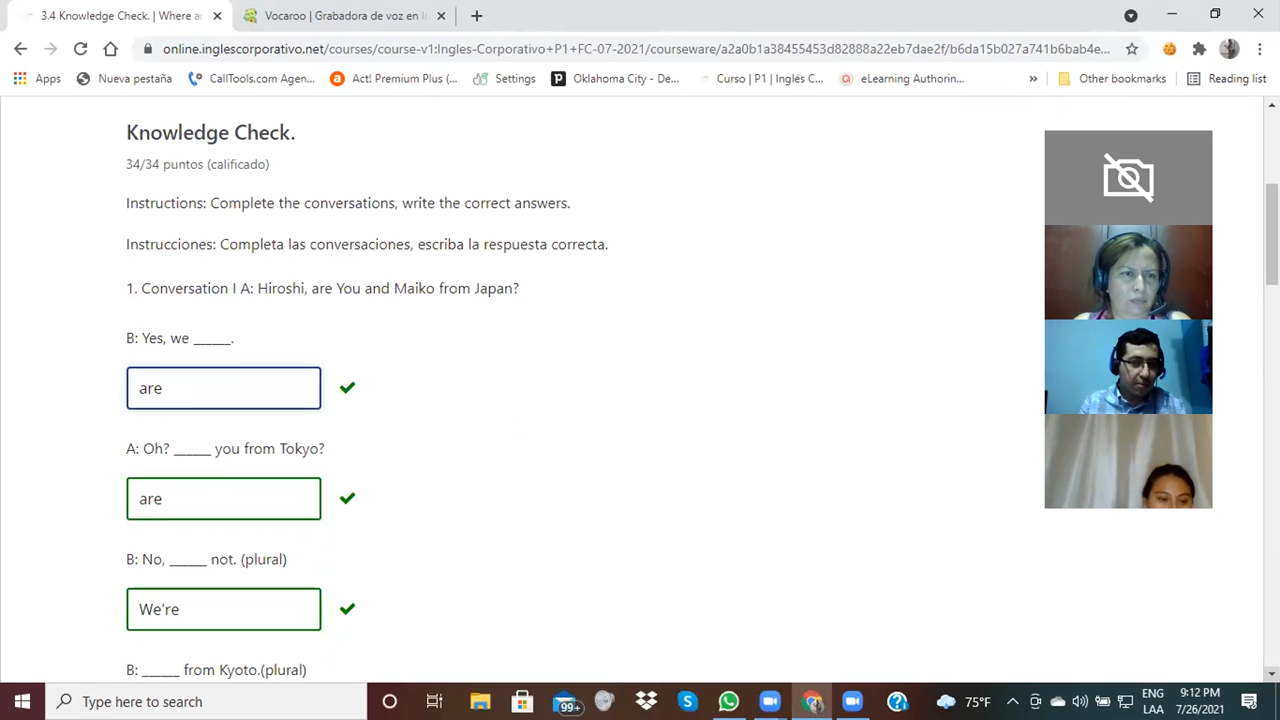 3.4 Knowledge Check. | Where a
Vocaroo | Grabadora de voz en lí
online.inglescorporativo.net/courses/course-v1:Ingles-Corporativo+P1+FC-07-2021/courseware/a2a0b1a38455453d82888a22eb7dae2f/b6da15b027a741b6bab4e...
Apps
Nueva pestaña
CallTools.com Agen...
Act! Premium Plus (...
Settings
Oklahoma City - De...
Curso | P1 | Inglés C...
eLearning Authorin...
»
Other bookmarks
Reading list
Knowledge Check.
34/34 puntos (calificado)
Instructions: Complete the conversations, write the correct answers.
Instrucciones: Completa las conversaciones, escriba la respuesta correcta.
1. Conversation I A: Hiroshi, are You and Maiko from Japan?
B: Yes, we ______.
are
A: Oh? ______ you from Tokyo?
are
B: No, ______ not. (plural)
We're
B: ______ from Kyoto.(plural)
Type here to search
99+
75°F
ENG
LAA
9:12 PM
7/26/2021